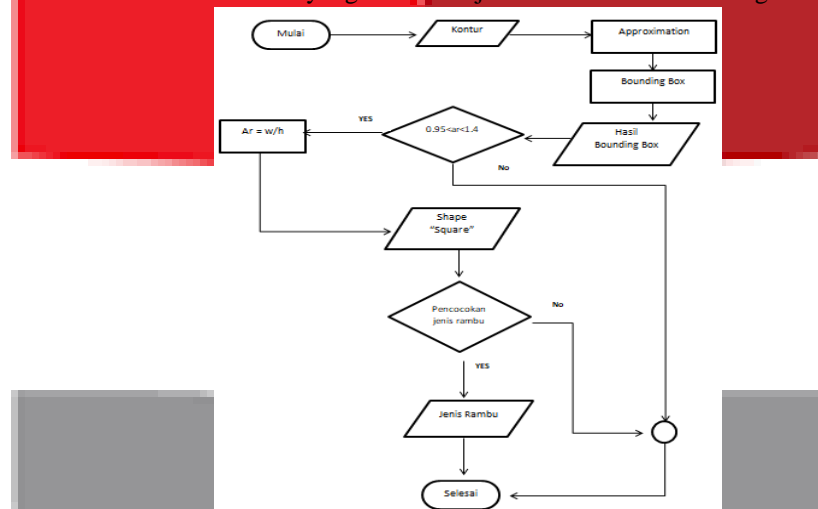 Mulai
Kontur
Approximation
Bounding Box
Hasil
Bounding Box
0.95<ar<1.4
YES
Ar = w/h
No
Shape
"Square"
Pencocokan
jenis rambu
No
YES
Jenis Rambu
Selesai